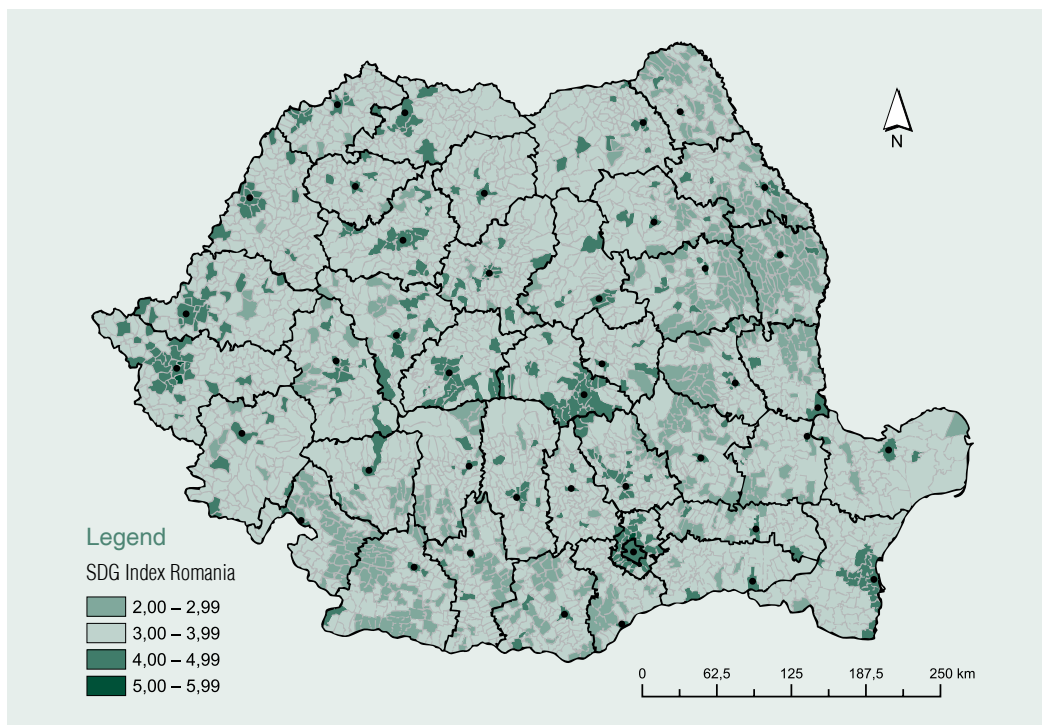 N
Legend
SDG Index Romania
2,00 – 2,99
3,00 – 3,99
4,00 – 4,99
5,00 – 5,99
0 62,5 125 187,5 250 km